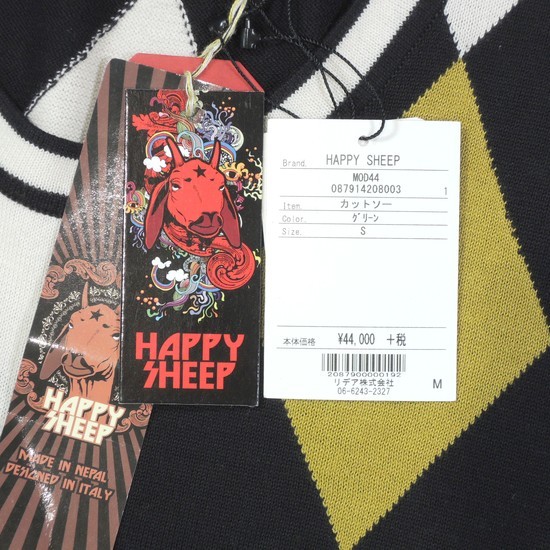 HAPPY
SHEEP
MADE IN NEPAL
DESIGNED IN ITALY
HAPPY
SHEEP
Brand. HAPPY SHEEP
MOD44
087914208003 1
Item. カットソー
Color. グリーン
Size. S
本体価格 ¥44,000 +税
2087900000192
リデア株式会社
06-6243-2327
M